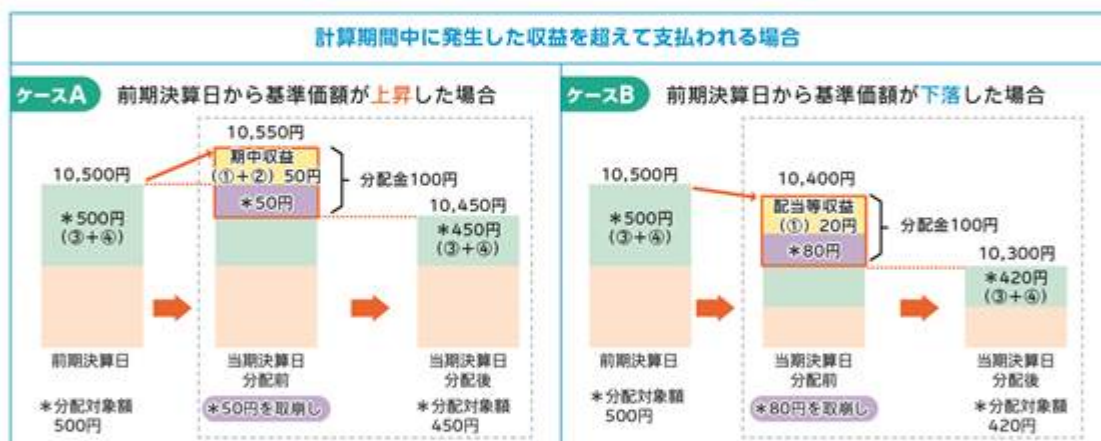 計算期間中に発生した収益を超えて支払われる場合
ケースA 前期決算日から基準価額が上昇した場合
10,500円
＊500円
(③+④)
前期決算日
＊分配対象額
500円
10,550円
期中収益
(①+②) 50円
＊50円
分配金100円
当期決算日
分配前
＊50円を取崩し
10,450円
＊450円
(③+④)
当期決算日
分配後
＊分配対象額
450円
ケースB 前期決算日から基準価額が下落した場合
10,500円
＊500円
(③+④)
前期決算日
＊分配対象額
500円
10,400円
配当等収益
(①) 20円
＊80円
分配金100円
当期決算日
分配前
＊80円を取崩し
10,300円
＊420円
(③+④)
当期決算日
分配後
＊分配対象額
420円